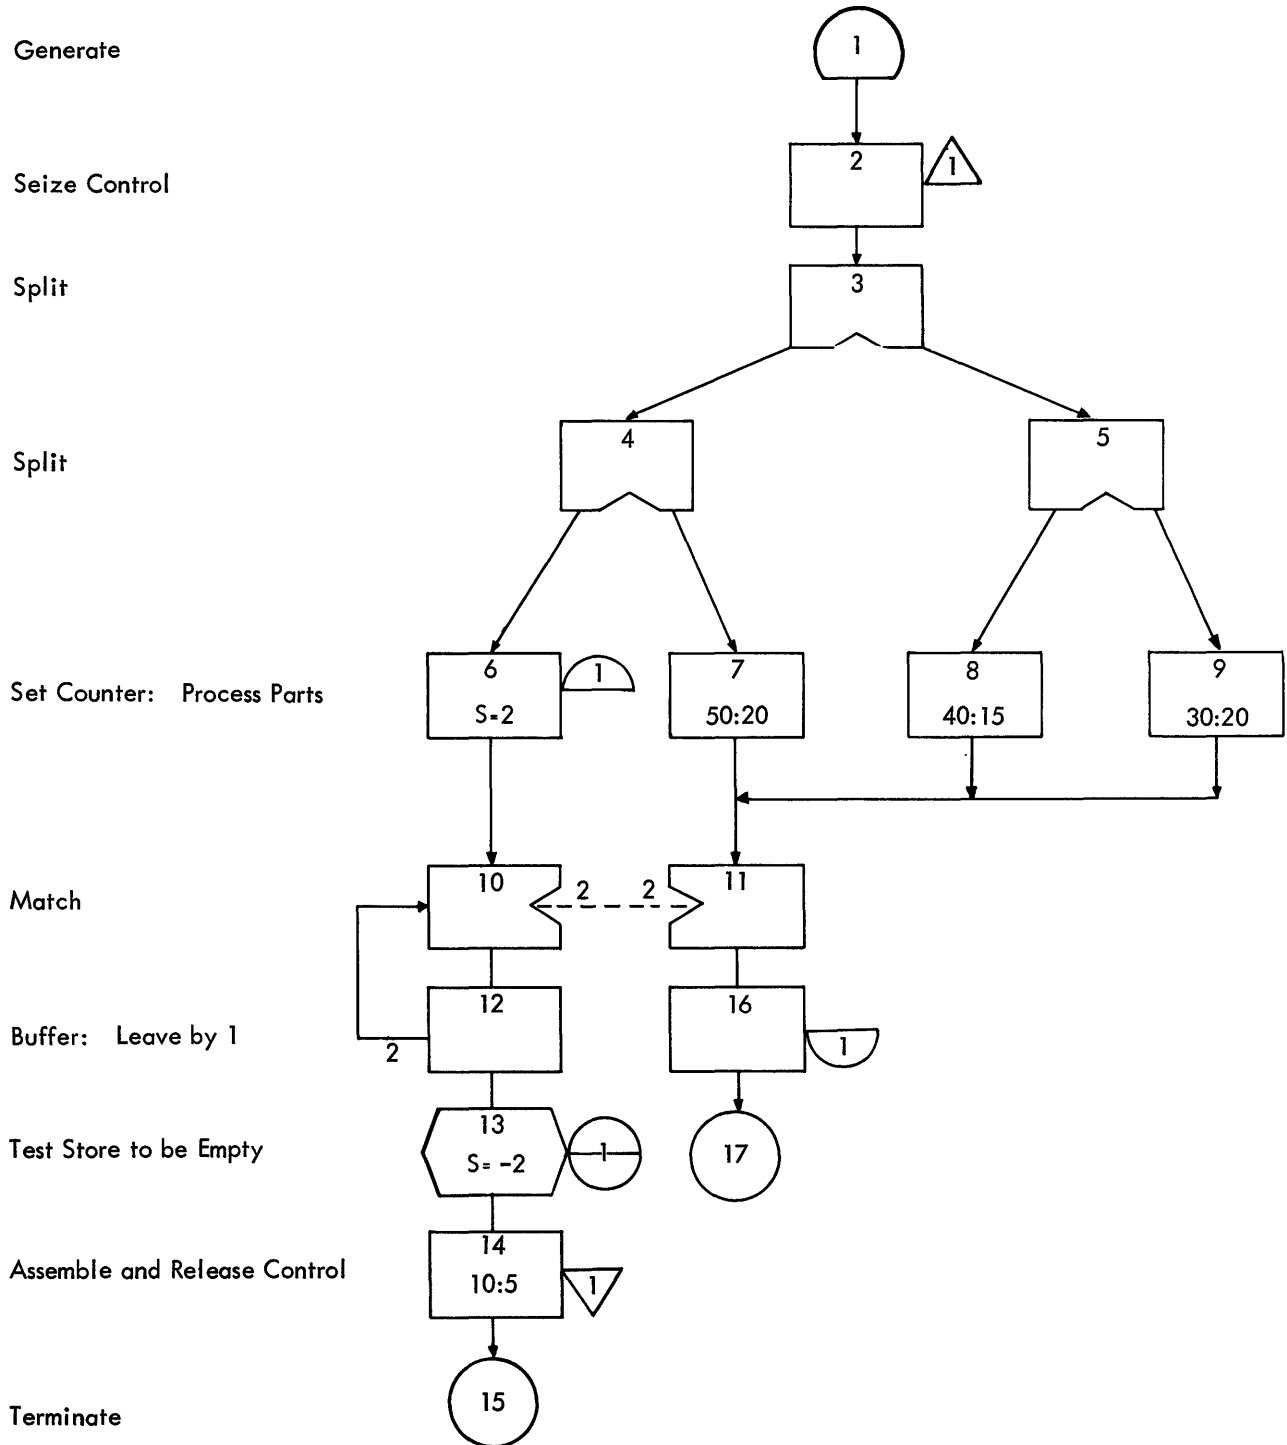 Generate
1
Seize Control
2
1
Split
3
Split
4
5
Set Counter: Process Parts
6
S=2
1
7
50:20
8
40:15
9
30:20
Match
10
2
2
11
Buffer: Leave by 1
2
12
16
1
Test Store to be Empty
13
S= -2
1
17
Assemble and Release Control
14
10:5
1
Terminate
15